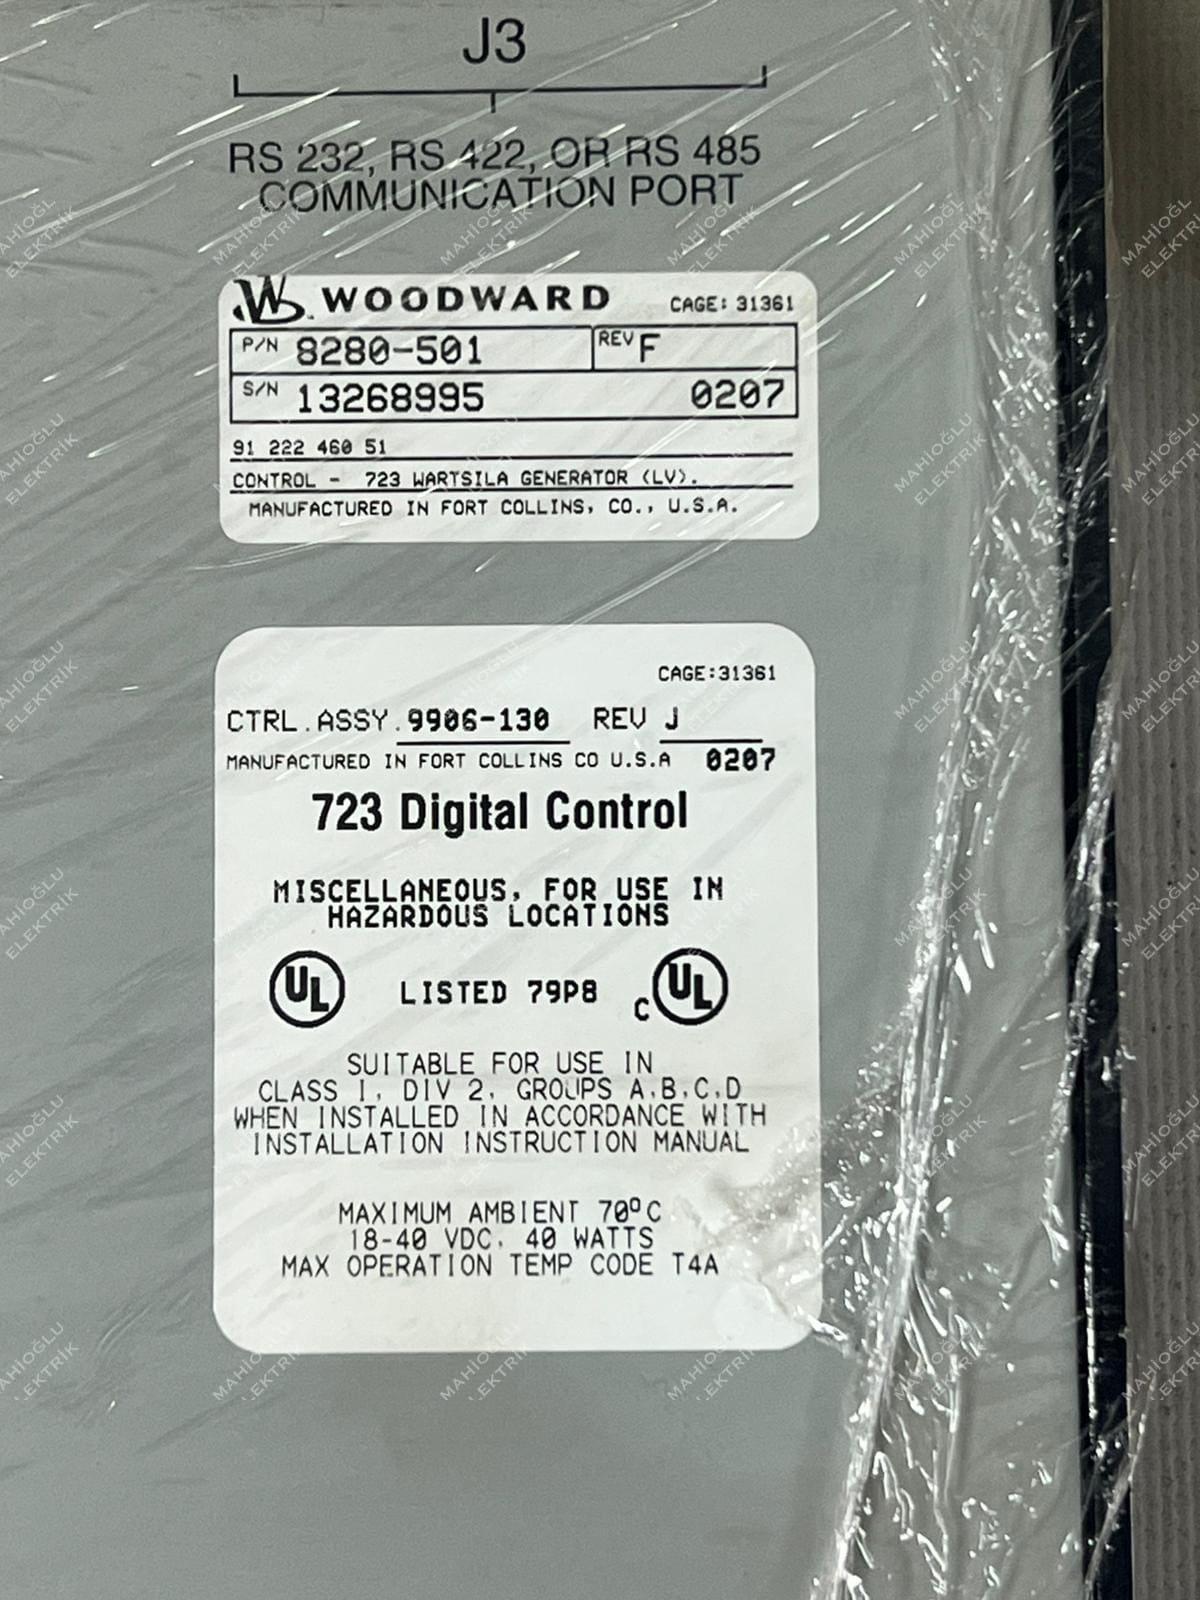 J3
RS 232, RS 422, OR RS 485
COMMUNICATION PORT
WOODWARD CAGE: 31361
P/N 8280-501 REV F
S/N 13268995 0207
91 222 460 51
CONTROL - 723 WARTSILA GENERATOR (LV).
MANUFACTURED IN FORT COLLINS, CO., U.S.A.
CAGE:31361
CTRL.ASSY.9906-130 REV J
MANUFACTURED IN FORT COLLINS CO U.S.A 0207
723 Digital Control
MISCELLANEOUS, FOR USE IN
HAZARDOUS LOCATIONS
UL LISTED 79P8 C UL
SUITABLE FOR USE IN
CLASS I, DIV 2, GROUPS A,B,C,D
WHEN INSTALLED IN ACCORDANCE WITH
INSTALLATION INSTRUCTION MANUAL
MAXIMUM AMBIENT 70°C
18-40 VDC, 40 WATTS
MAX OPERATION TEMP CODE T4A
MAHİOĞLU
ELEKTRİK